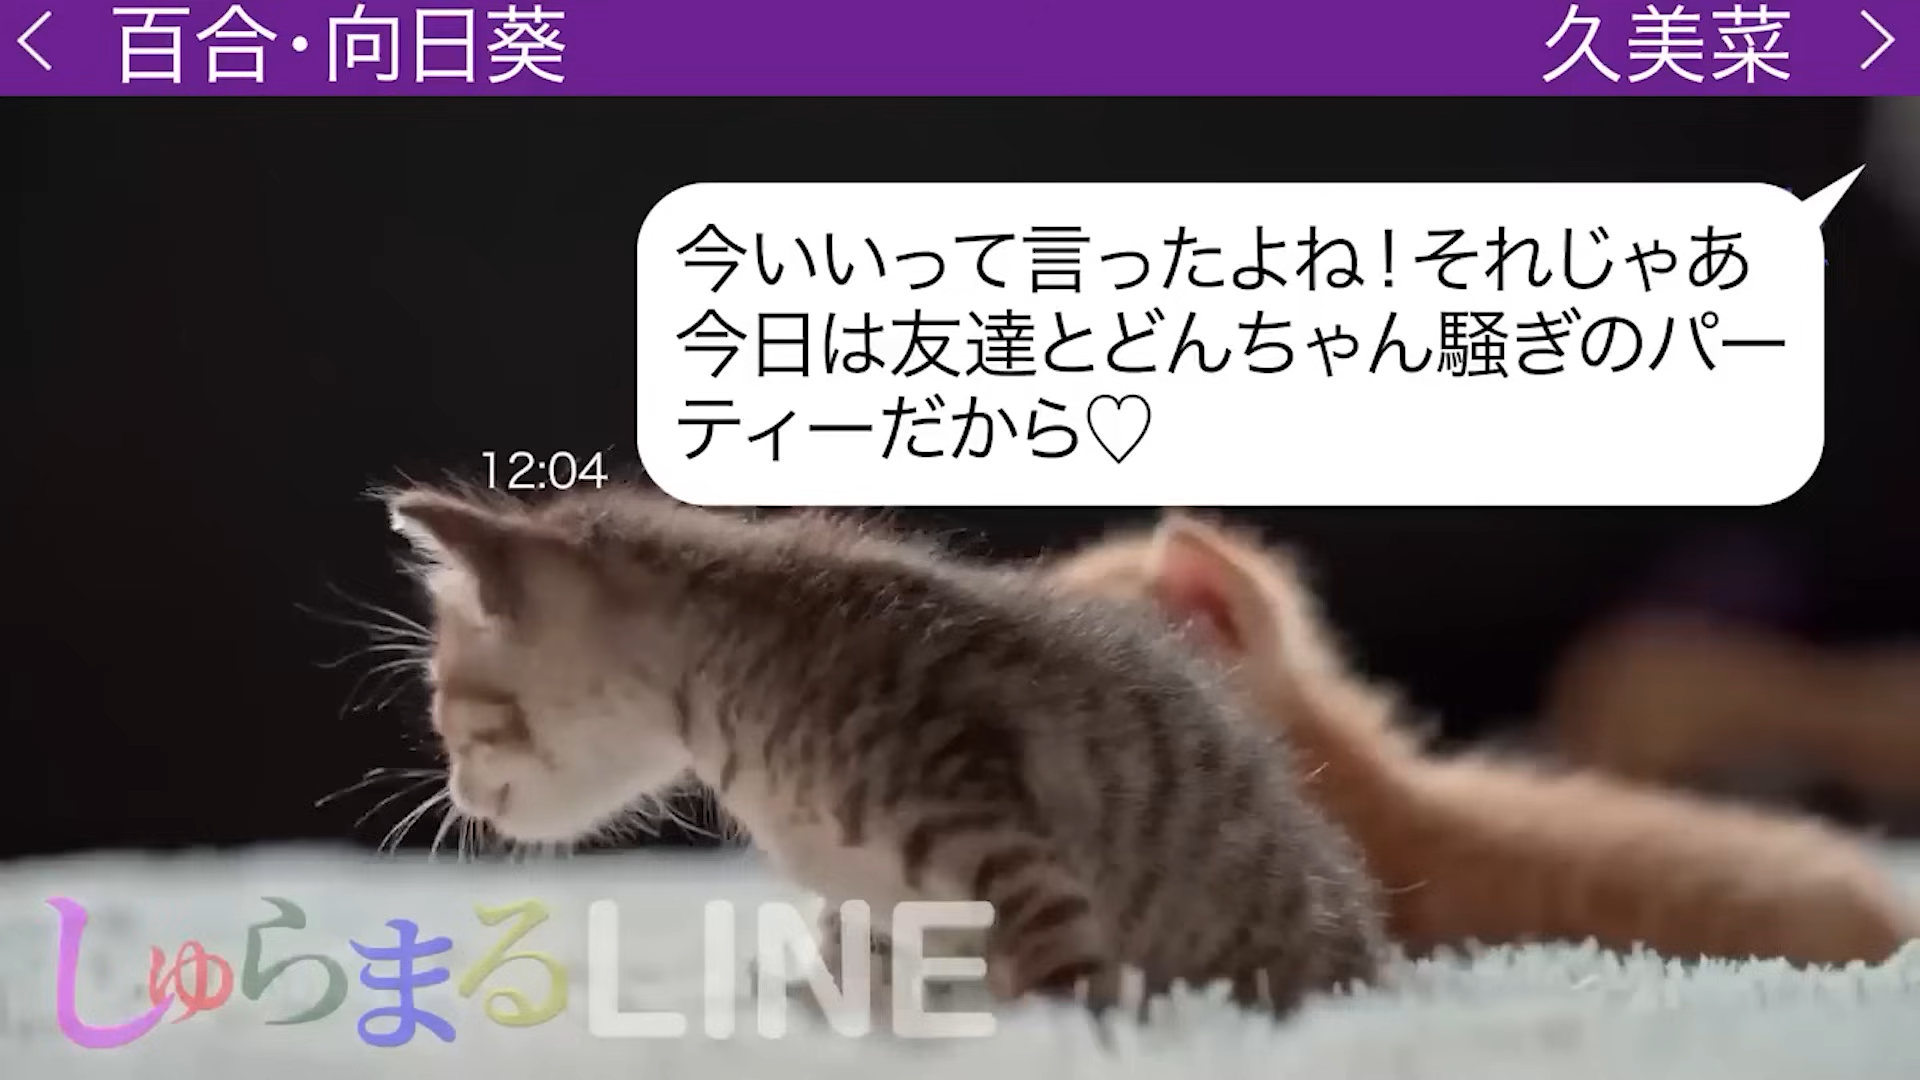 百合・向日葵
久美菜
今いいって言ったよね!それじゃあ
今日は友達とどんちゃん騒ぎのパー
ティーだから♡
12:04
しゅらまるLINE